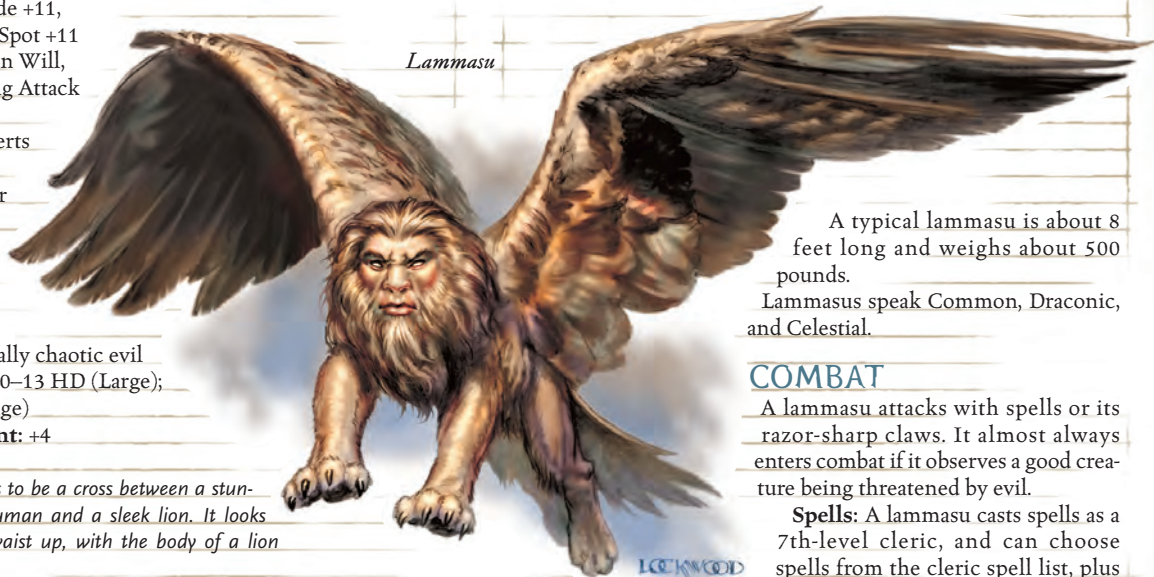 de +11,
Spot +11
n Will,
g Attack
erts
r
ally chaotic evil
0–13 HD (Large);
ge)
nt: +4
s to be a cross between a stun-
uman and a sleek lion. It looks
vaist up, with the body of a lion
Lammasu
A typical lammasu is about 8
feet long and weighs about 500
pounds.
Lammasus speak Common, Draconic,
and Celestial.
COMBAT
A lammasu attacks with spells or its
razor-sharp claws. It almost always
enters combat if it observes a good crea-
ture being threatened by evil.
Spells: A lammasu casts spells as a
7th-level cleric, and can choose
spells from the cleric spell list, plus
LOCKWOOD